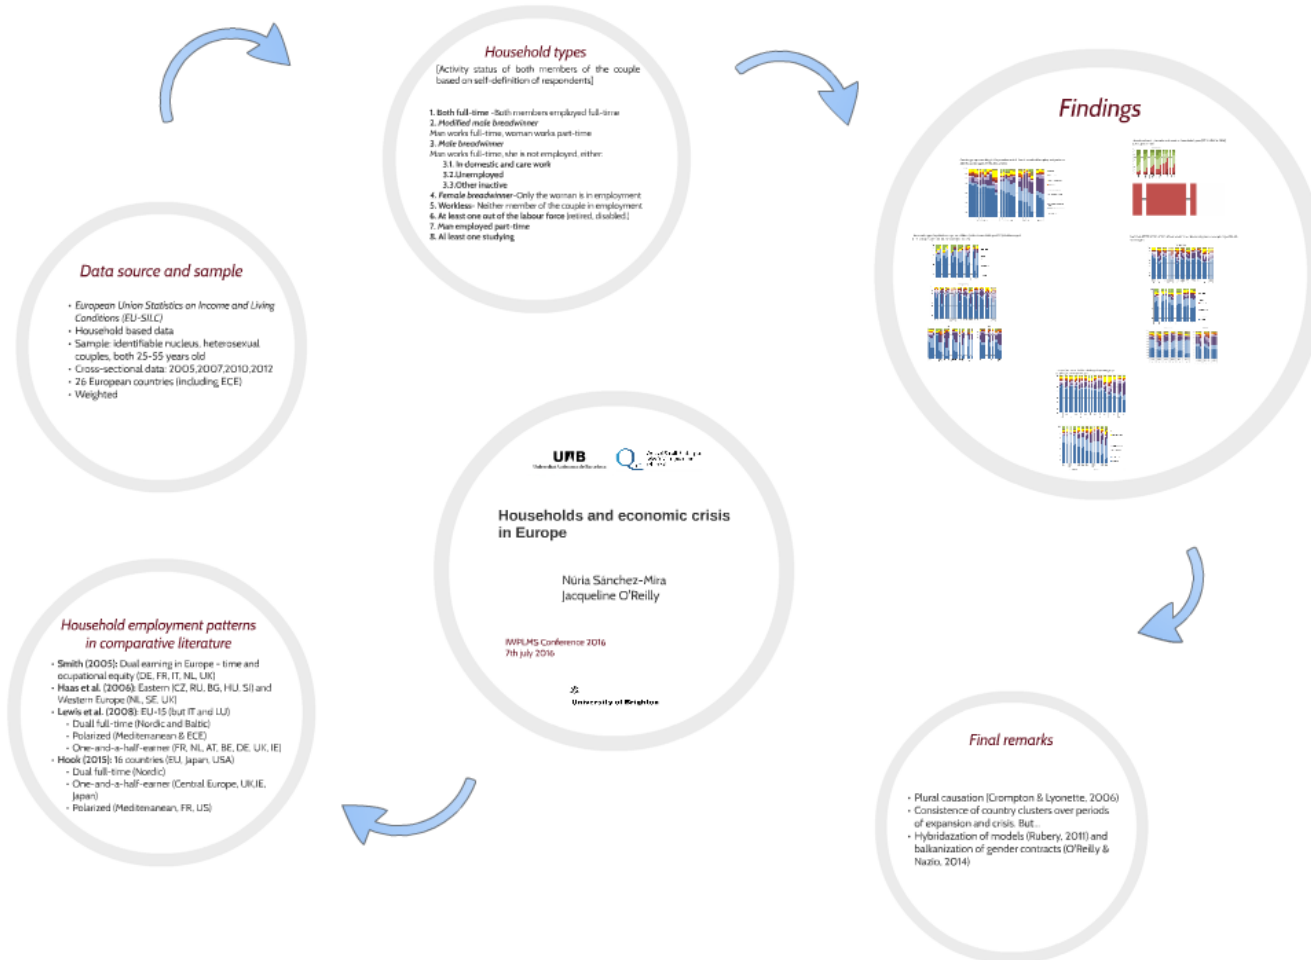 UAB
Households and economic crisis
in Europe
Núria Sánchez-Mira
Jacqueline O'Reilly
IWPLMS Conference 2016
7th july 2016
University of Brighton
Household employment patterns
in comparative literature
• Smith (2005): Dual earning in Europe - time and
ocupational equity (DE, FR, IT, NL, UK)
• Haas et al. (2006): Eastern (CZ, RU, BG, HU, SI) and
Western Europe (NL, SE, UK)
• Lewis et al. (2008): EU-15 (but IT and LU)
• Duall full-time (Nordic and Baltic)
• Polarized (Mediterranean & ECE)
• One-and-a-half-earner (FR, NL, AT, BE, DE, UK, IE)
• Hook (2015): 16 countries (EU, Japan, USA)
• Dual full-time (Nordic)
• One-and-a-half-earner (Central Europe, UK,IE,
Japan)
• Polarized (Mediterranean, FR, US)
Data source and sample
• European Union Statistics on Income and Living
Conditions (EU-SILC)
• Household based data
• Sample: identifiable nucleus, heterosexual
couples, both 25-55 years old
• Cross-sectional data: 2005,2007,2010,2012
• 26 European countries (including ECE)
• Weighted
Household types
[Activity status of both members of the couple
based on self-definition of respondents]
1. Both full-time -Both members employed full-time
2. Modified male breadwinner
Man works full-time, woman works part-time
3. Male breadwinner
Man works full-time, she is not employed, either:
3.1. In domestic and care work
3.2.Unemployed
3.3.Other inactive
4. Female breadwinner-Only the woman is in employment
5. Workless- Neither member of the couple in employment
6. At least one out of the labour force (retired, disabled.)
7. Man employed part-time
8. At least one studying
Findings
Final remarks
• Plural causation (Crompton & Lyonette, 2006)
• Consistence of country clusters over periods
of expansion and crisis. But...
• Hybridazation of models (Rubery, 2011) and
balkanization of gender contracts (O'Reilly &
Nazio, 2014)